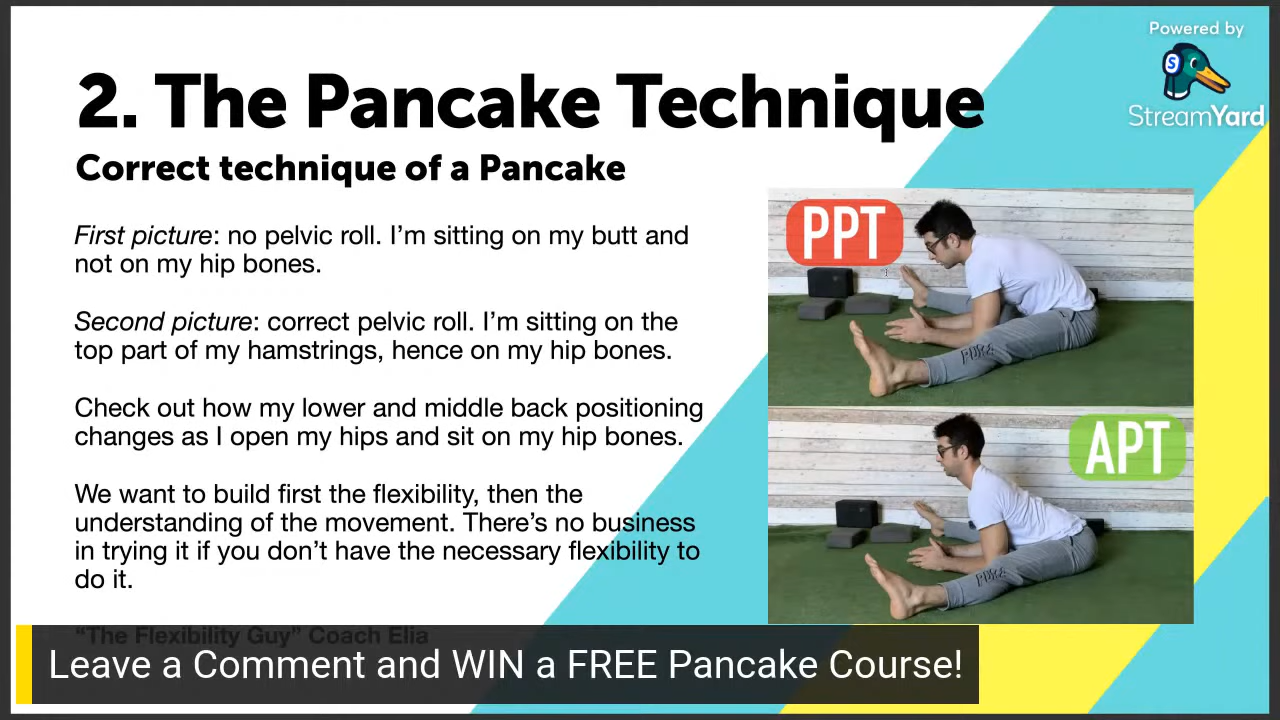 Powered by
S
StreamYard
2. The Pancake Technique
Correct technique of a Pancake
First picture: no pelvic roll. I’m sitting on my butt and
not on my hip bones.
Second picture: correct pelvic roll. I’m sitting on the
top part of my hamstrings, hence on my hip bones.
Check out how my lower and middle back positioning
changes as I open my hips and sit on my hip bones.
We want to build first the flexibility, then the
understanding of the movement. There’s no business
in trying it if you don’t have the necessary flexibility to
do it.
“The Flexibility Guy” Coach Elia
PPT
APT
Leave a Comment and WIN a FREE Pancake Course!